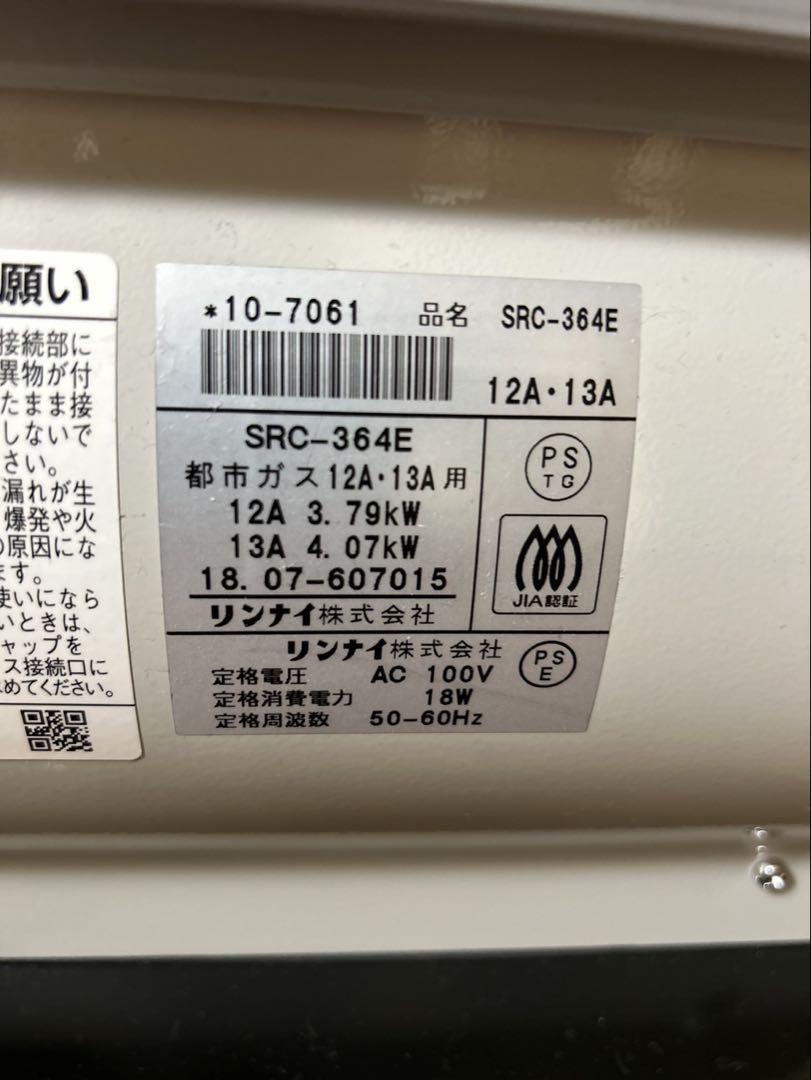 願い
接続部に
異物が付
たまま接
しないで
さい。
漏れが生
爆発や火
の原因にな
ます。
使いになら
いときは、
ャップを
ス接続口に
めてください。
*10-7061 品名 SRC-364E
12A・13A
SRC-364E
都市ガス12A・13A用
12A 3.79kW
13A 4.07kW
18.07-607015
リンナイ株式会社
PS
TG
JIA認証
リンナイ株式会社
定格電圧 AC 100V
定格消費電力 18W
定格周波数 50-60Hz
PS
E